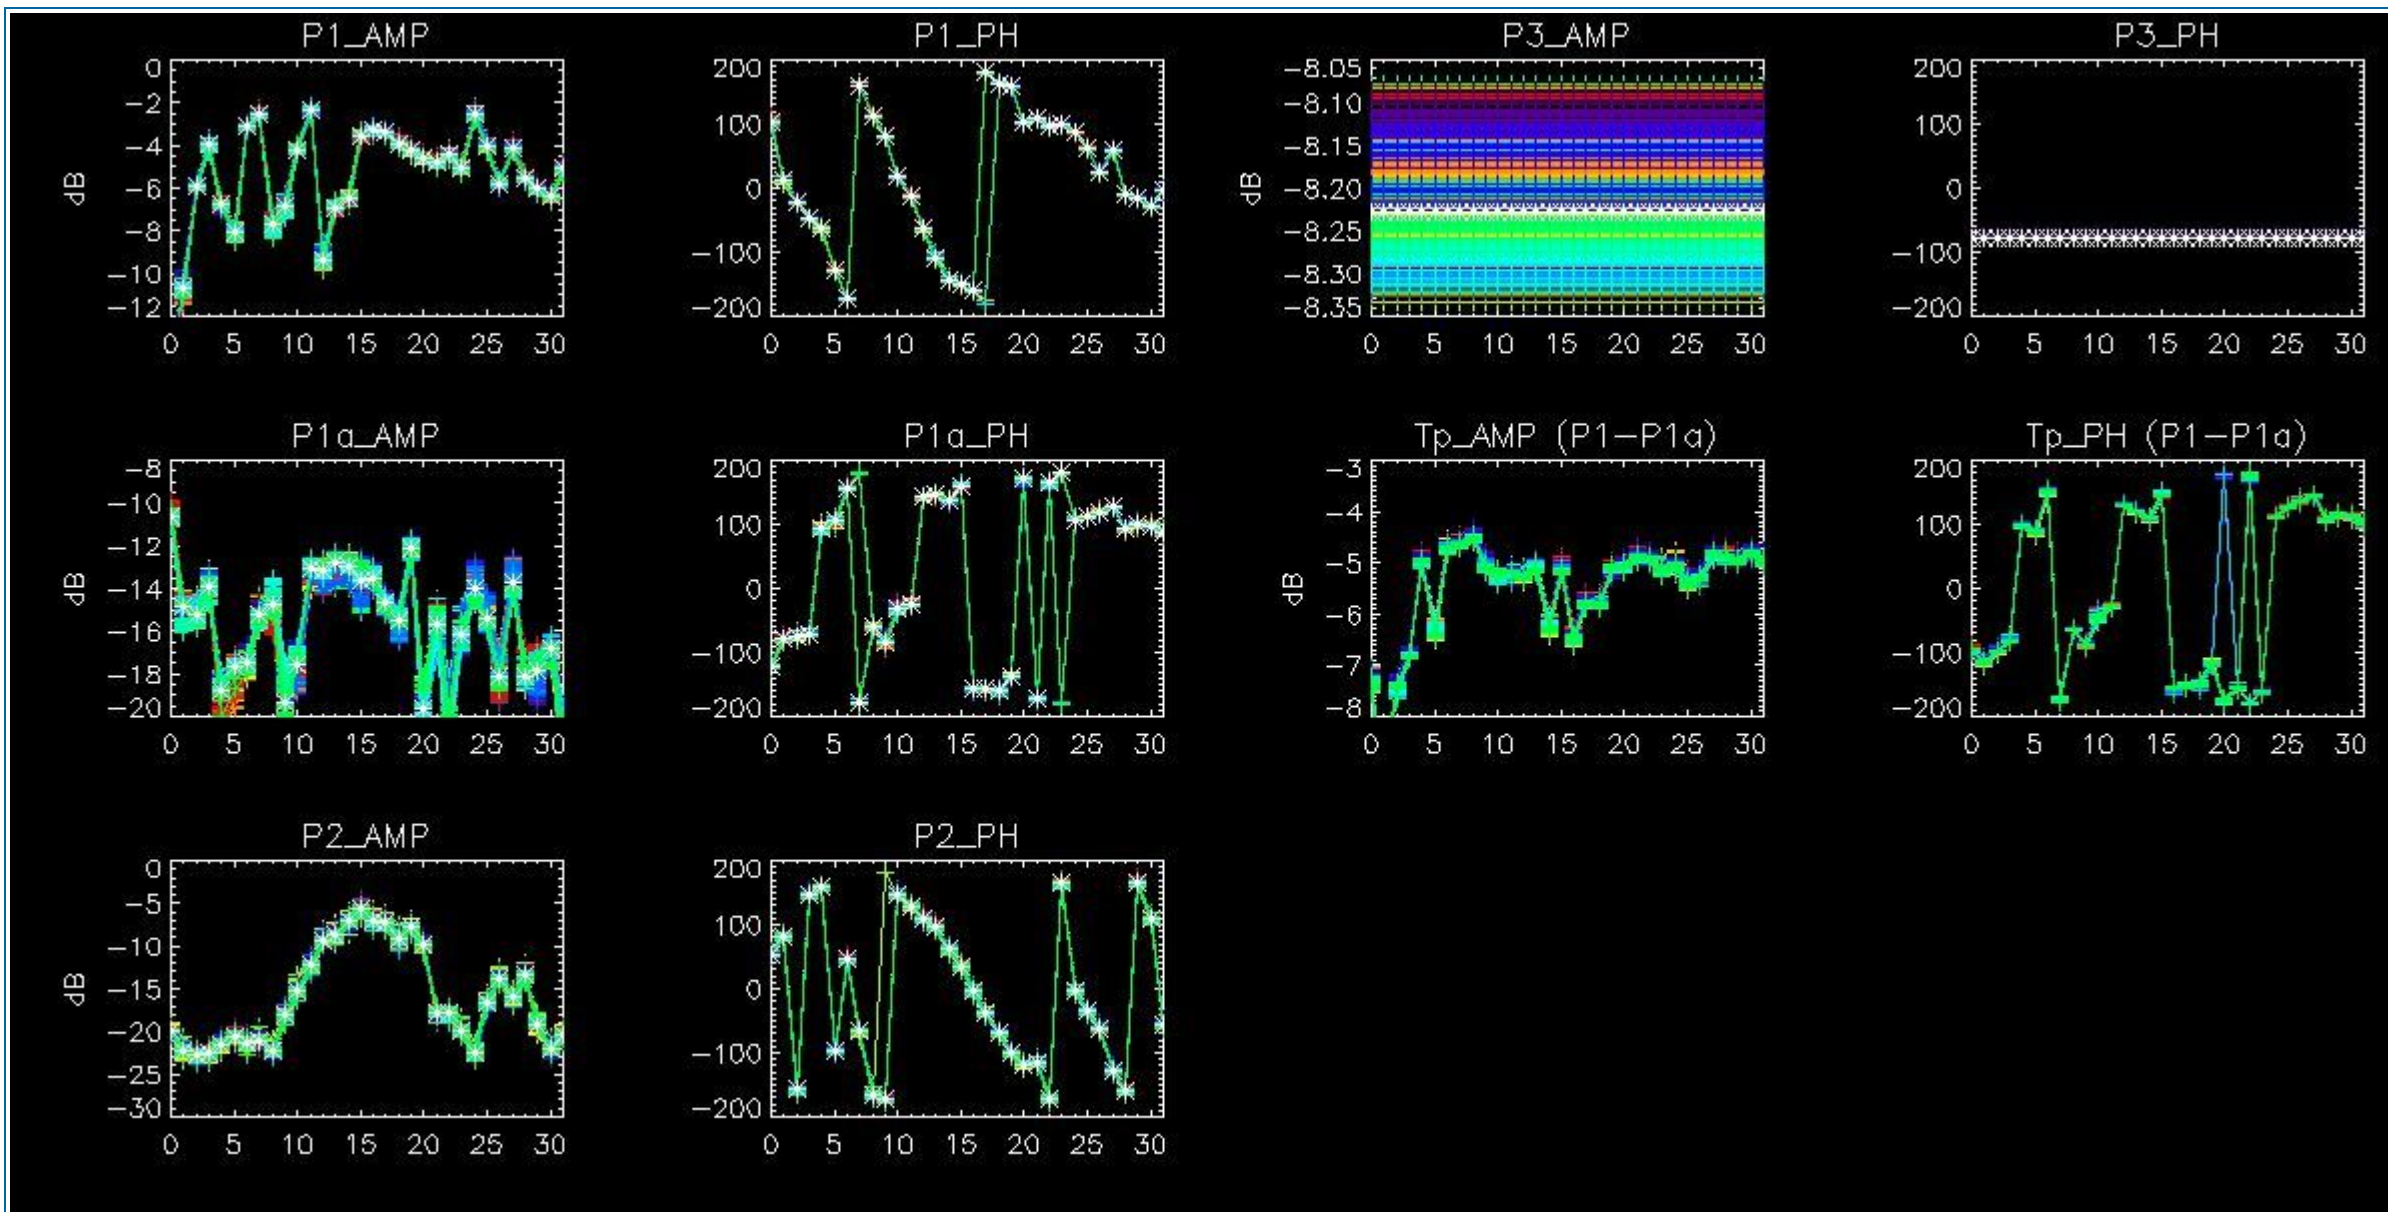 P1_AMP P1_PH P3_AMP P3_PH
0 200 −8.05 200
−2 −8.10
−4 100 −8.15 100
dB −6 0 dB −8.20 0
−8 −8.25
−10 −100 −8.30 −100
−12 −200 −8.35 −200
0 5 10 15 20 25 30 0 5 10 15 20 25 30 0 5 10 15 20 25 30 0 5 10 15 20 25 30
P1a_AMP P1a_PH Tp_AMP (P1−P1a) Tp_PH (P1−P1a)
−8 200 −3 200
−10 100 −4 100
−12
dB −14 0 dB −5 0
−16 −6
−18 −100 −7 −100
−20 −200 −8 −200
0 5 10 15 20 25 30 0 5 10 15 20 25 30 0 5 10 15 20 25 30 0 5 10 15 20 25 30
P2_AMP P2_PH
0 200
−5 100
−10
dB −15 0
−20
−25 −100
−30 −200
0 5 10 15 20 25 30 0 5 10 15 20 25 30